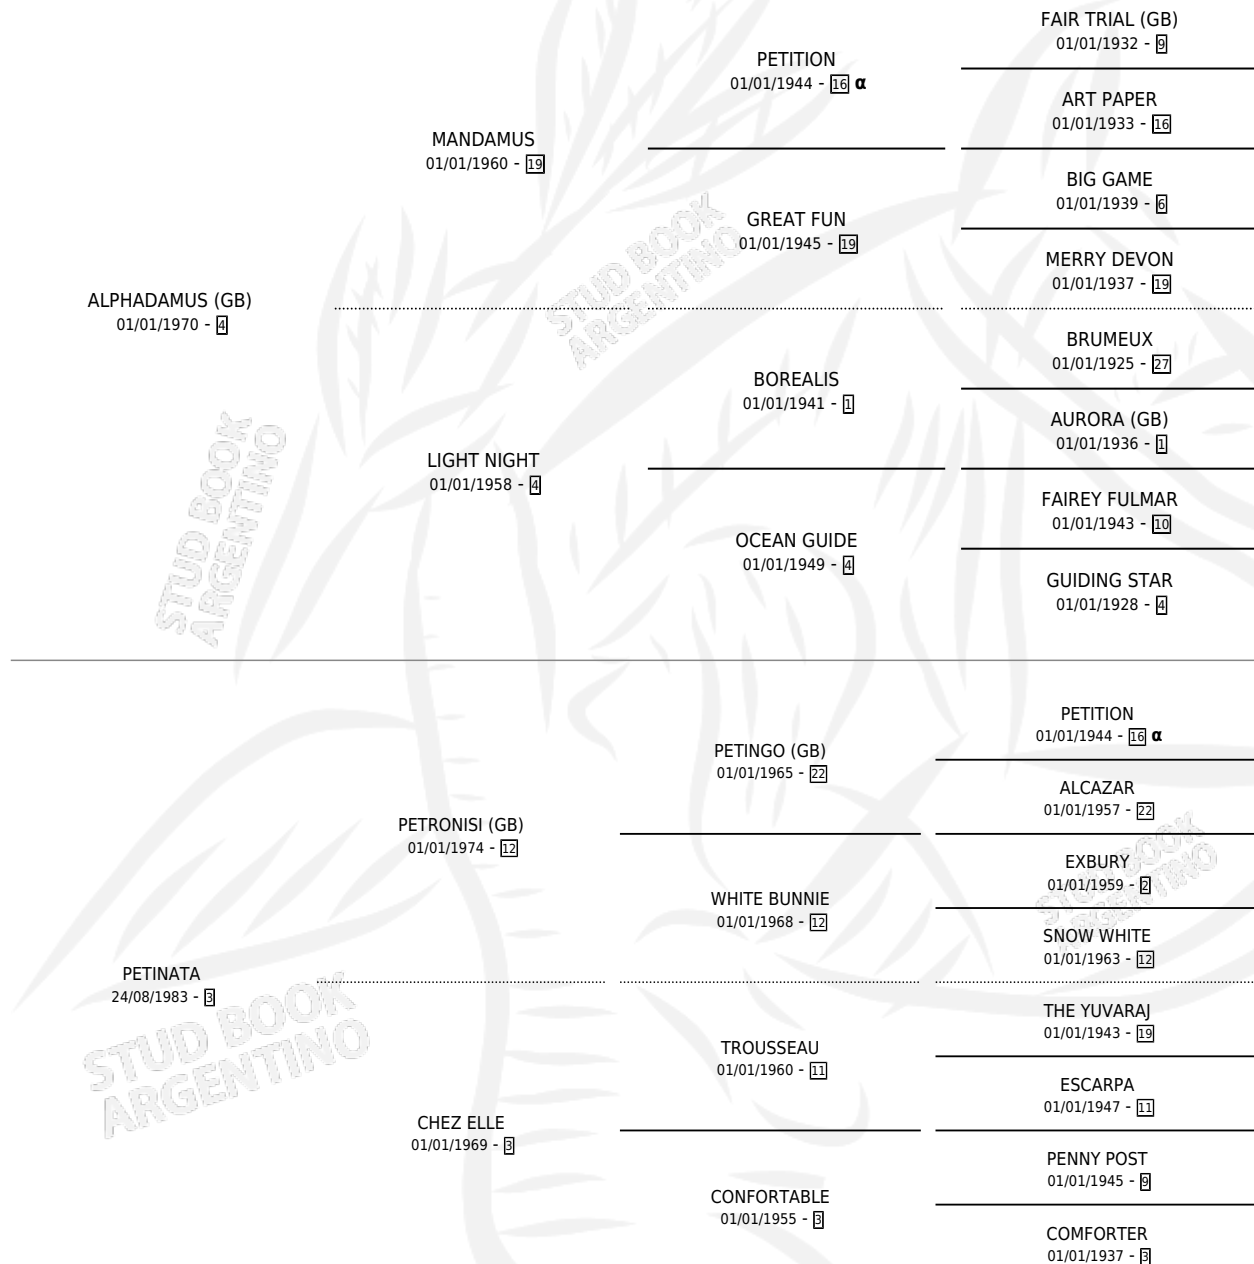 FAIR TRIAL (GB)
01/01/1932 - 9
PETITION
01/01/1944 - 16 α
ART PAPER
01/01/1933 - 16
MANDAMUS
01/01/1960 - 19
BIG GAME
01/01/1939 - 6
GREAT FUN
01/01/1945 - 19
MERRY DEVON
01/01/1937 - 19
ALPHADAMUS (GB)
01/01/1970 - 4
BRUMEUX
01/01/1925 - 27
BOREALIS
01/01/1941 - 1
AURORA (GB)
01/01/1936 - 1
LIGHT NIGHT
01/01/1958 - 4
FAIREY FULMAR
01/01/1943 - 10
OCEAN GUIDE
01/01/1949 - 4
GUIDING STAR
01/01/1928 - 4
STUD BOOK
ARGENTINO
STUD BOOK
ARGENTINO
PETITION
01/01/1944 - 16 α
PETINGO (GB)
01/01/1965 - 22
ALCAZAR
01/01/1957 - 22
PETRONISI (GB)
01/01/1974 - 12
EXBURY
01/01/1959 - 2
WHITE BUNNIE
01/01/1968 - 12
SNOW WHITE
01/01/1963 - 12
PETINATA
24/08/1983 - 3
THE YUVARAJ
01/01/1943 - 19
TROUSSEAU
01/01/1960 - 11
ESCARPA
01/01/1947 - 11
CHEZ ELLE
01/01/1969 - 3
PENNY POST
01/01/1945 - 9
CONFORTABLE
01/01/1955 - 3
COMFORTER
01/01/1937 - 3
STUD BOOK
ARGENTINO
STUD BOOK
ARGENTINO